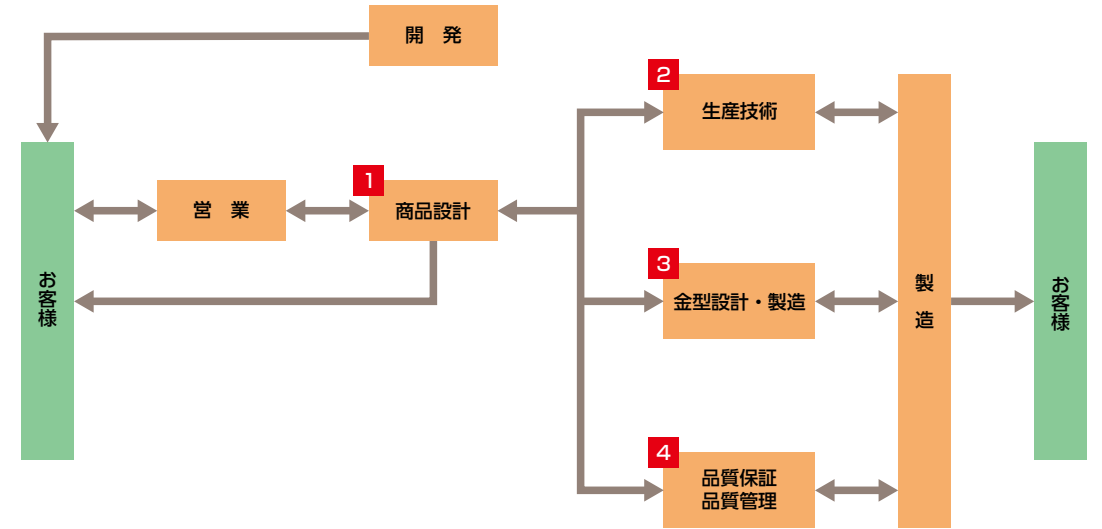 開　発
お客様
営　業
1
商品設計
2
生産技術
3
金型設計・製造
4
品質保証
品質管理
製　造
お客様